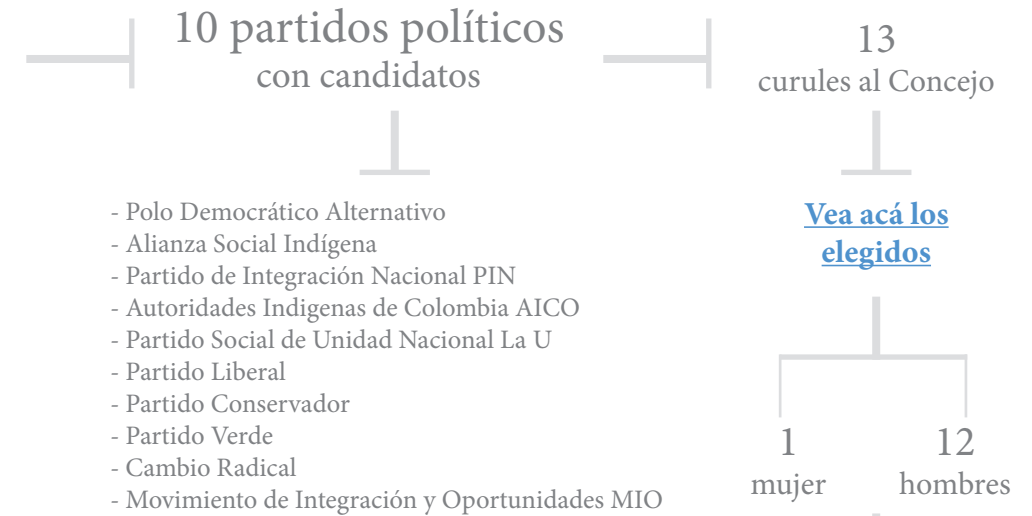 10 partidos políticos
con candidatos
- Polo Democrático Alternativo
- Alianza Social Indígena
- Partido de Integración Nacional PIN
- Autoridades Indigenas de Colombia AICO
- Partido Social de Unidad Nacional La U
- Partido Liberal
- Partido Conservador
- Partido Verde
- Cambio Radical
- Movimiento de Integración y Oportunidades MIO
13
curules al Concejo
Vea acá los
elegidos
1
mujer
12
hombres